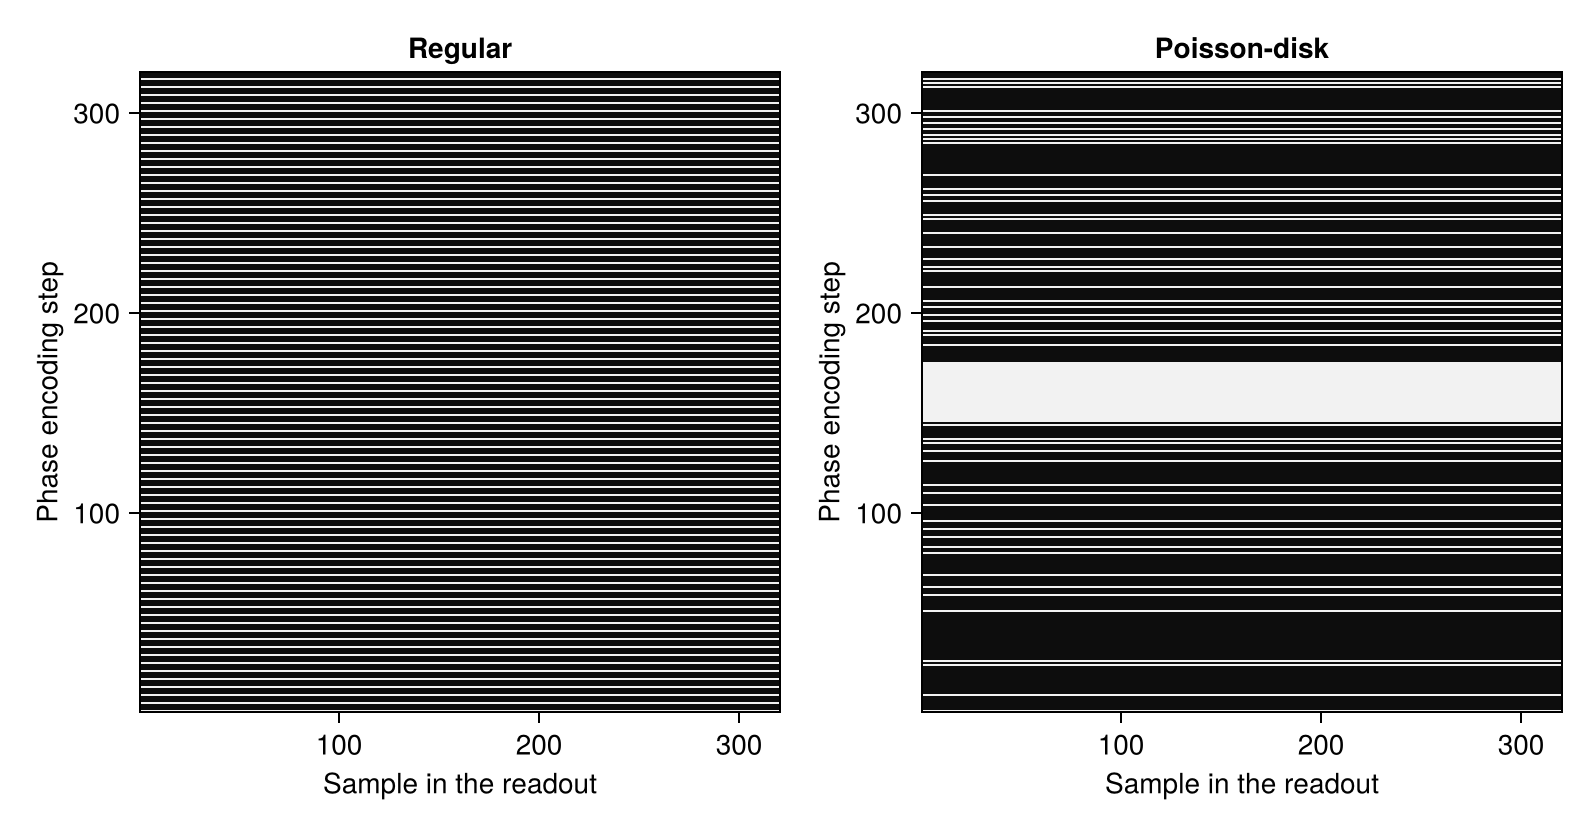 Regular
Phase encoding step
300
200
100
100 200 300
Sample in the readout
Poisson-disk
Phase encoding step
300
200
100
100 200 300
Sample in the readout